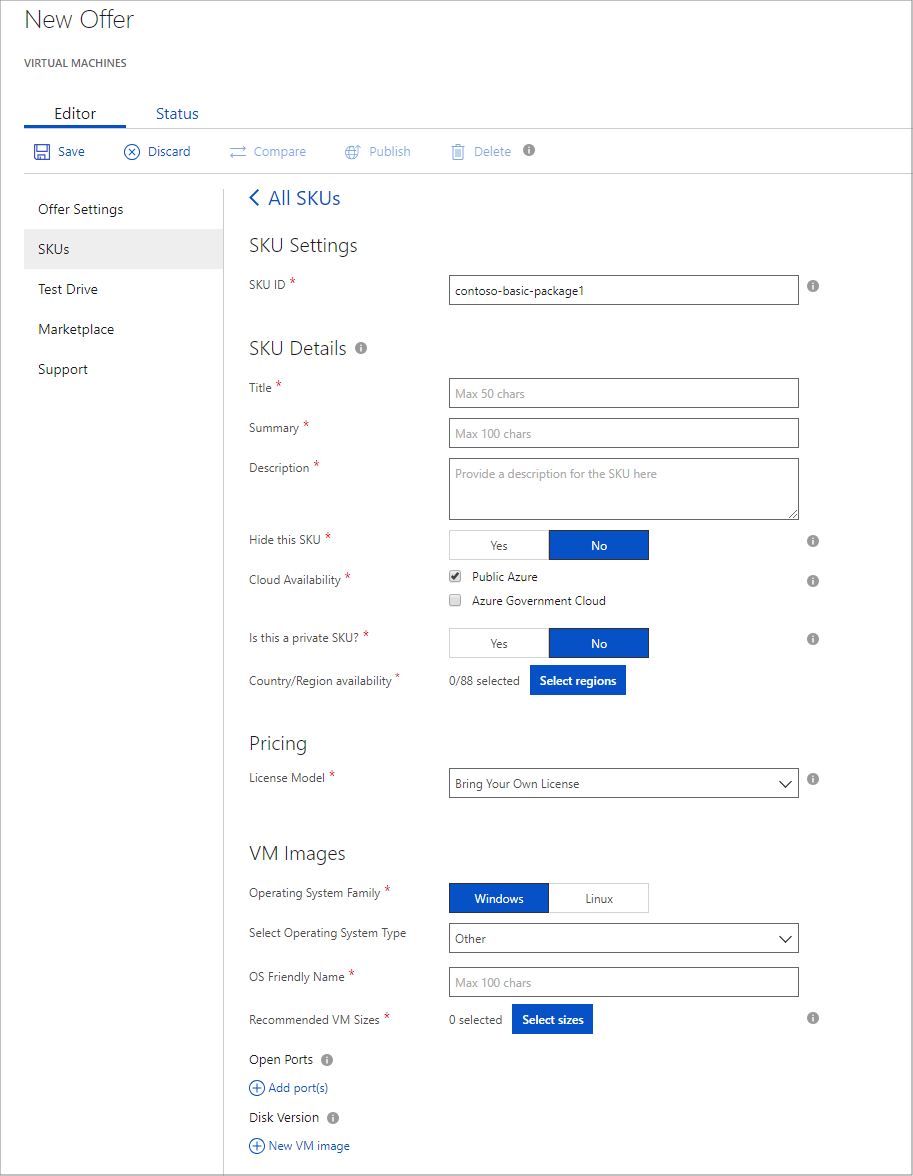 New Offer
VIRTUAL MACHINES
Editor Status
Save Discard Compare Publish Delete
Offer Settings
SKUs
Test Drive
Marketplace
Support
All SKUs
SKU Settings
SKU ID * contoso-basic-package1
SKU Details
Title * Max 50 chars
Summary * Max 100 chars
Description * Provide a description for the SKU here
Hide this SKU * Yes No
Cloud Availability * Public Azure
Azure Government Cloud
Is this a private SKU? * Yes No
Country/Region availability * 0/88 selected Select regions
Pricing
License Model * Bring Your Own License
VM Images
Operating System Family * Windows Linux
Select Operating System Type Other
OS Friendly Name * Max 100 chars
Recommended VM Sizes * 0 selected Select sizes
Open Ports
Add port(s)
Disk Version
New VM image